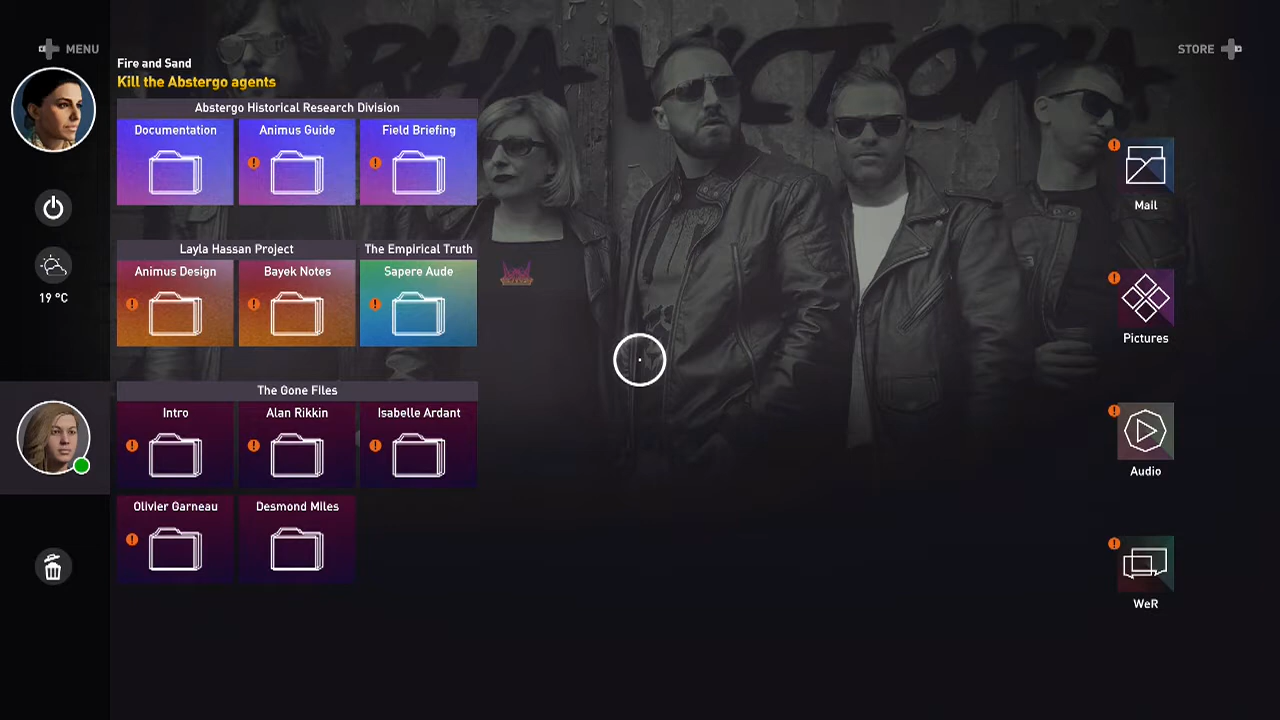 MENU
STORE
Fire and Sand
Kill the Abstergo agents
Abstergo Historical Research Division
Documentation
Animus Guide
Field Briefing
Layla Hassan Project
The Empirical Truth
Animus Design
Bayek Notes
Sapere Aude
19 °C
The Gone Files
Intro
Alan Rikkin
Isabelle Ardant
Olivier Garneau
Desmond Miles
Mail
Pictures
Audio
WeR